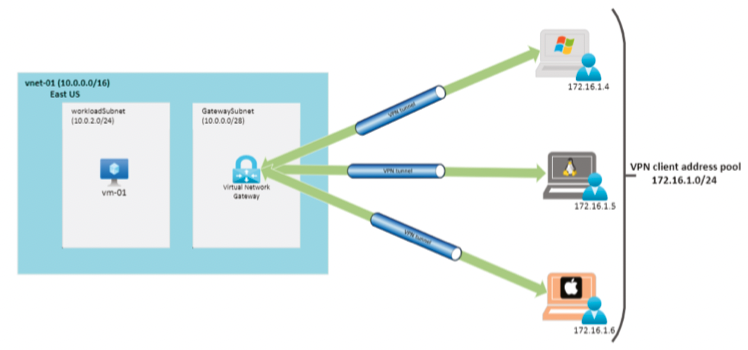 vnet-01 (10.0.0.0/16)
East US
workloadSubnet
(10.0.2.0/24)
vm-01
GatewaySubnet
(10.0.0.0/28)
Virtual Network
Gateway
VPN tunnel
VPN tunnel
VPN tunnel
172.16.1.4
172.16.1.5
172.16.1.6
VPN client address pool
172.16.1.0/24